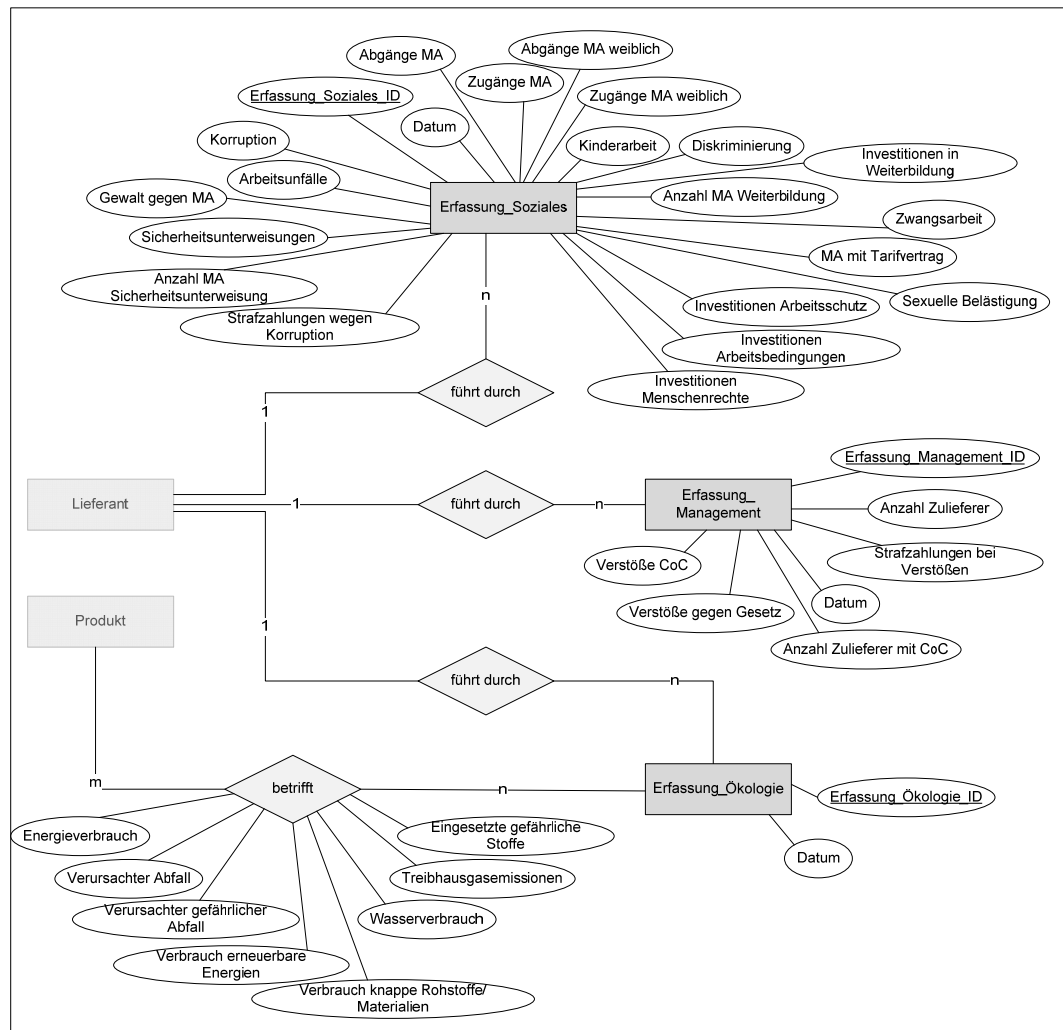 Abgänge MA weiblich
Abgänge MA
Zugänge MA
Erfassung_Soziales_ID
Zugänge MA weiblich
Datum
Korruption
Kinderarbeit
Diskriminierung
Investitionen in
Weiterbildung
Arbeitsunfälle
Gewalt gegen MA
Erfassung_Soziales
Anzahl MA Weiterbildung
Zwangsarbeit
Sicherheitsunterweisungen
MA mit Tarifvertrag
Anzahl MA
Sicherheitsunterweisung
n
Sexuelle Belästigung
Investitionen Arbeitsschutz
Strafzahlungen wegen
Korruption
Investitionen
Arbeitsbedingungen
Investitionen
Menschenrechte
führt durch
1
Erfassung_Management_ID
Lieferant
1
führt durch
n
Erfassung_
Management
Anzahl Zulieferer
Strafzahlungen bei
Verstößen
Verstöße CoC
Verstöße gegen Gesetz
Datum
Anzahl Zulieferer mit CoC
Produkt
1
führt durch
n
m
betrifft
n
Erfassung_Ökologie
Erfassung_Ökologie_ID
Datum
Energieverbrauch
Eingesetzte gefährliche
Stoffe
Verursachter Abfall
Treibhausgasemissionen
Verursachter gefährlicher
Abfall
Wasserverbrauch
Verbrauch erneuerbare
Energien
Verbrauch knappe Rohstoffe/
Materialien